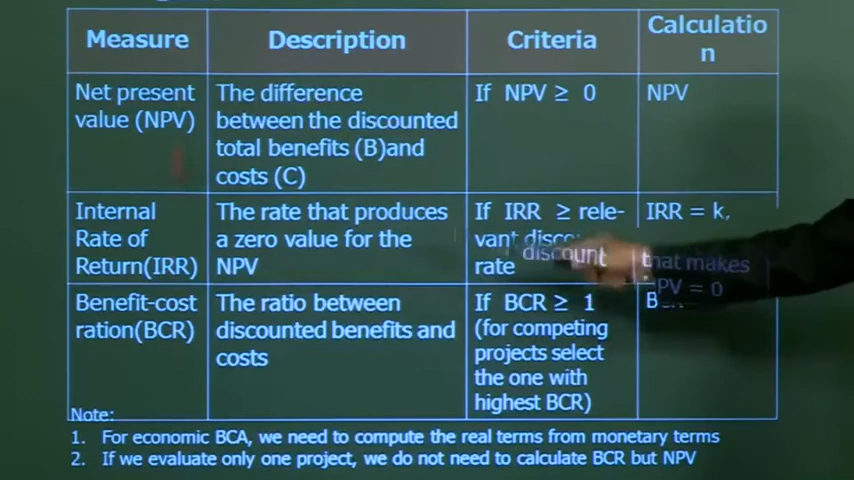 Measure
Description
Criteria
Calculatio
n
Net present
value (NPV)
The difference
between the discounted
total benefits (B)and
costs (C)
If NPV ≥ 0
NPV
Internal
Rate of
Return(IRR)
The rate that produces
a zero value for the
NPV
If IRR ≥ rele-
vant
discount
rate
IRR = k,
that makes
NPV = 0
Benefit-cost
ration(BCR)
The ratio between
discounted benefits and
costs
If BCR ≥ 1
(for competing
projects select
the one with
highest BCR)
Note:
1. For economic BCA, we need to compute the real terms from monetary terms
2. If we evaluate only one project, we do not need to calculate BCR but NPV